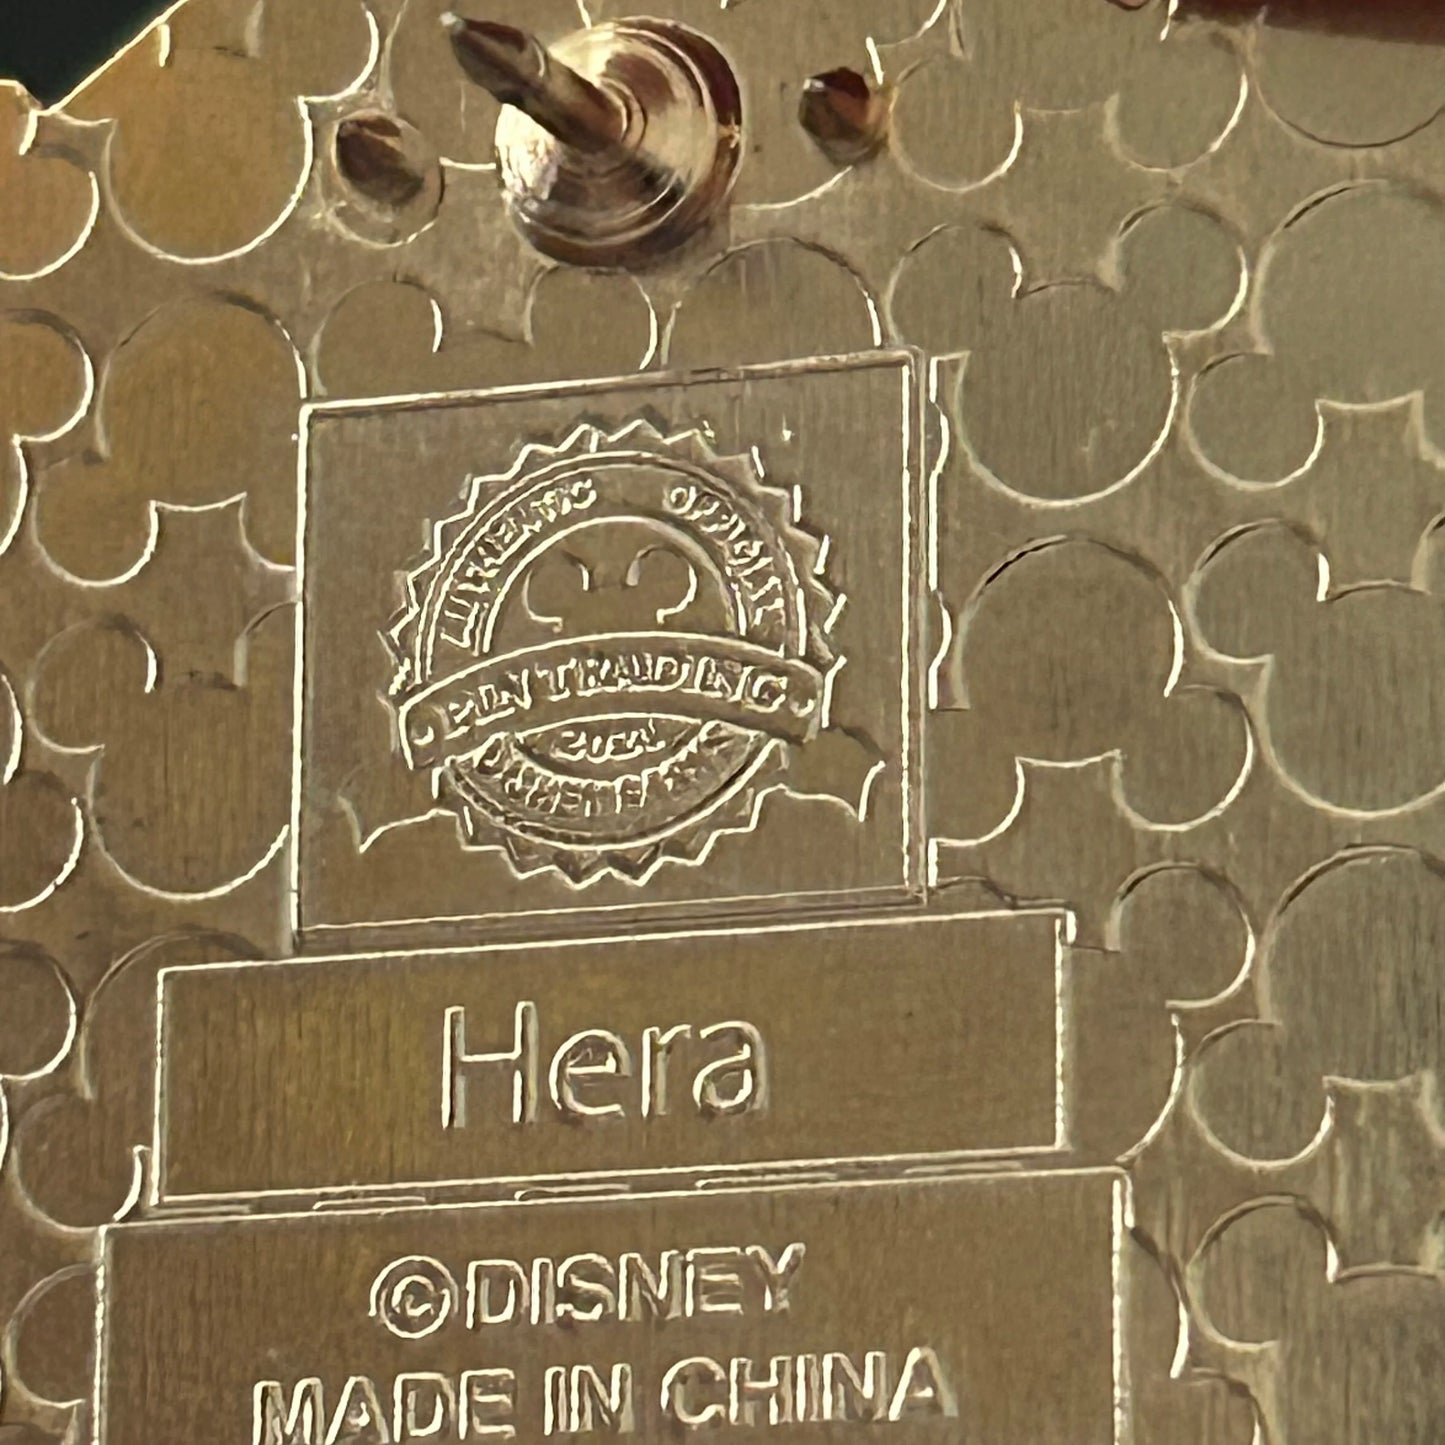 AUTHENTIC OFFICIAL
PIN TRADING
Hera
©DISNEY
MADE IN CHINA